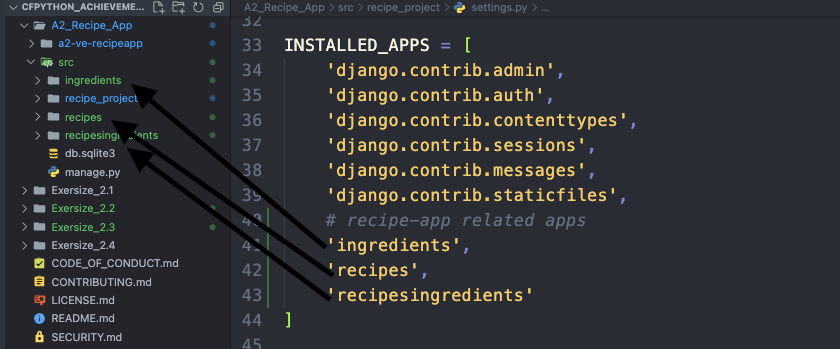 CFPYTHON_ACHIEVEME...
A2_Recipe_App
a2-ve-recipeapp
src
ingredients
recipe_project
recipes
recipesingredients
db.sqlite3
manage.py
Exersize_2.1
Exersize_2.2
Exersize_2.3
Exersize_2.4
CODE_OF_CONDUCT.md
CONTRIBUTING.md
LICENSE.md
README.md
SECURITY.md
A2_Recipe_App > src > recipe_project > settings.py > ...
32
33 INSTALLED_APPS = [
34 'django.contrib.admin',
35 'django.contrib.auth',
36 'django.contrib.contenttypes',
37 'django.contrib.sessions',
38 'django.contrib.messages',
39 'django.contrib.staticfiles',
40 # recipe-app related apps
41 'ingredients',
42 'recipes',
43 'recipesingredients'
44 ]
45